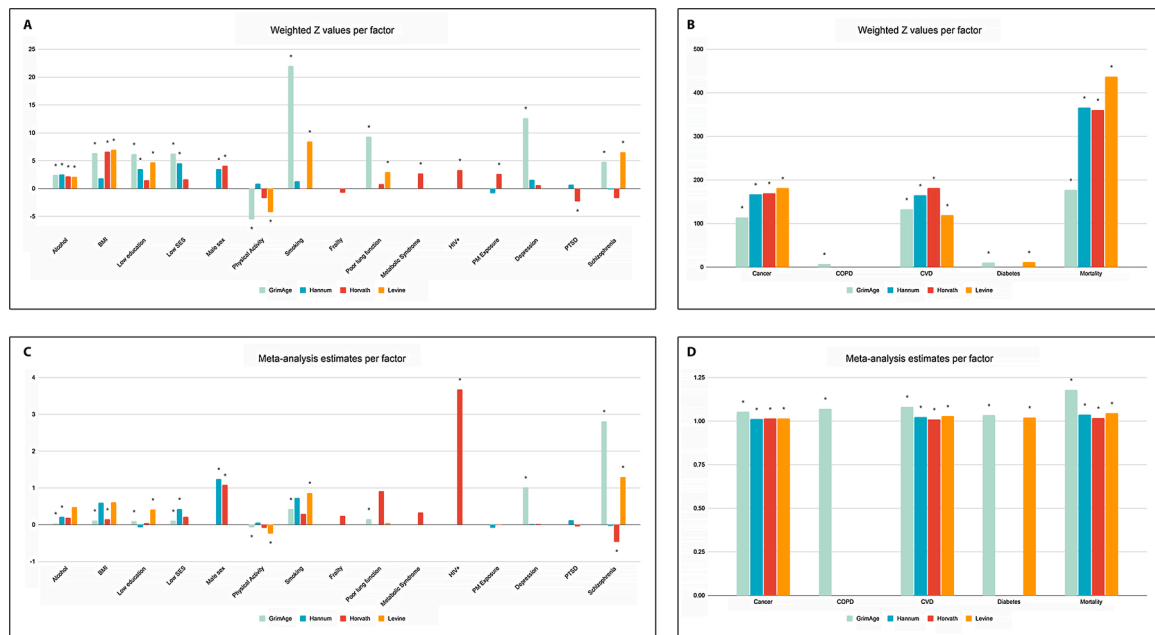 A
Weighted Z values per factor
25
20
15
10
5
0
-5
Alcohol
BMI
Low education
Low SES
Male sex
Physical Activity
Smoking
Frailty
Poor lung function
Metabolic Syndrome
HIV+
PM Exposure
Depression
PTSD
Schizophrenia
GrimAge Hannum Horvath Levine
B
Weighted Z values per factor
500
400
300
200
100
0
Cancer COPD CVD Diabetes Mortality
GrimAge Hannum Horvath Levine
C
Meta-analysis estimates per factor
4
3
2
1
0
-1
Alcohol
BMI
Low education
Low SES
Male sex
Physical Activity
Smoking
Frailty
Poor lung function
Metabolic Syndrome
HIV+
PM Exposure
Depression
PTSD
Schizophrenia
GrimAge Hannum Horvath Levine
D
Meta-analysis estimates per factor
1.25
1.00
0.75
0.50
0.25
0.00
Cancer COPD CVD Diabetes Mortality
GrimAge Hannum Horvath Levine